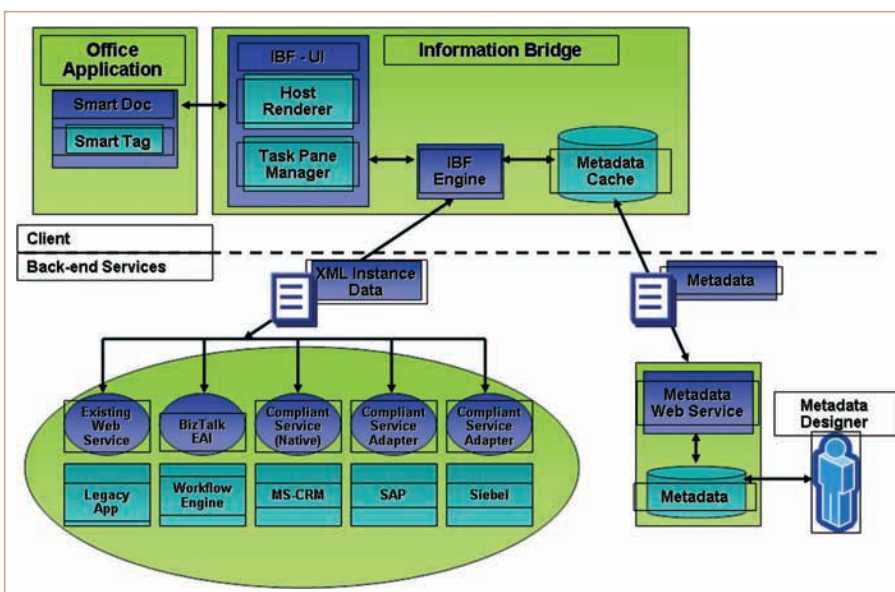 Office
Application
Smart Doc
Smart Tag
IBF - UI
Host
Renderer
Task Pane
Manager
Information Bridge
IBF
Engine
Metadata
Cache
Client
Back-end Services
XML Instance
Data
Metadata
Existing
Web
Service
BizTalk
EAI
Compliant
Service
(Native)
Compliant
Service
Adapter
Compliant
Service
Adapter
Legacy
App
Workflow
Engine
MS-CRM
SAP
Siebel
Metadata
Web Service
Metadata
Metadata
Designer